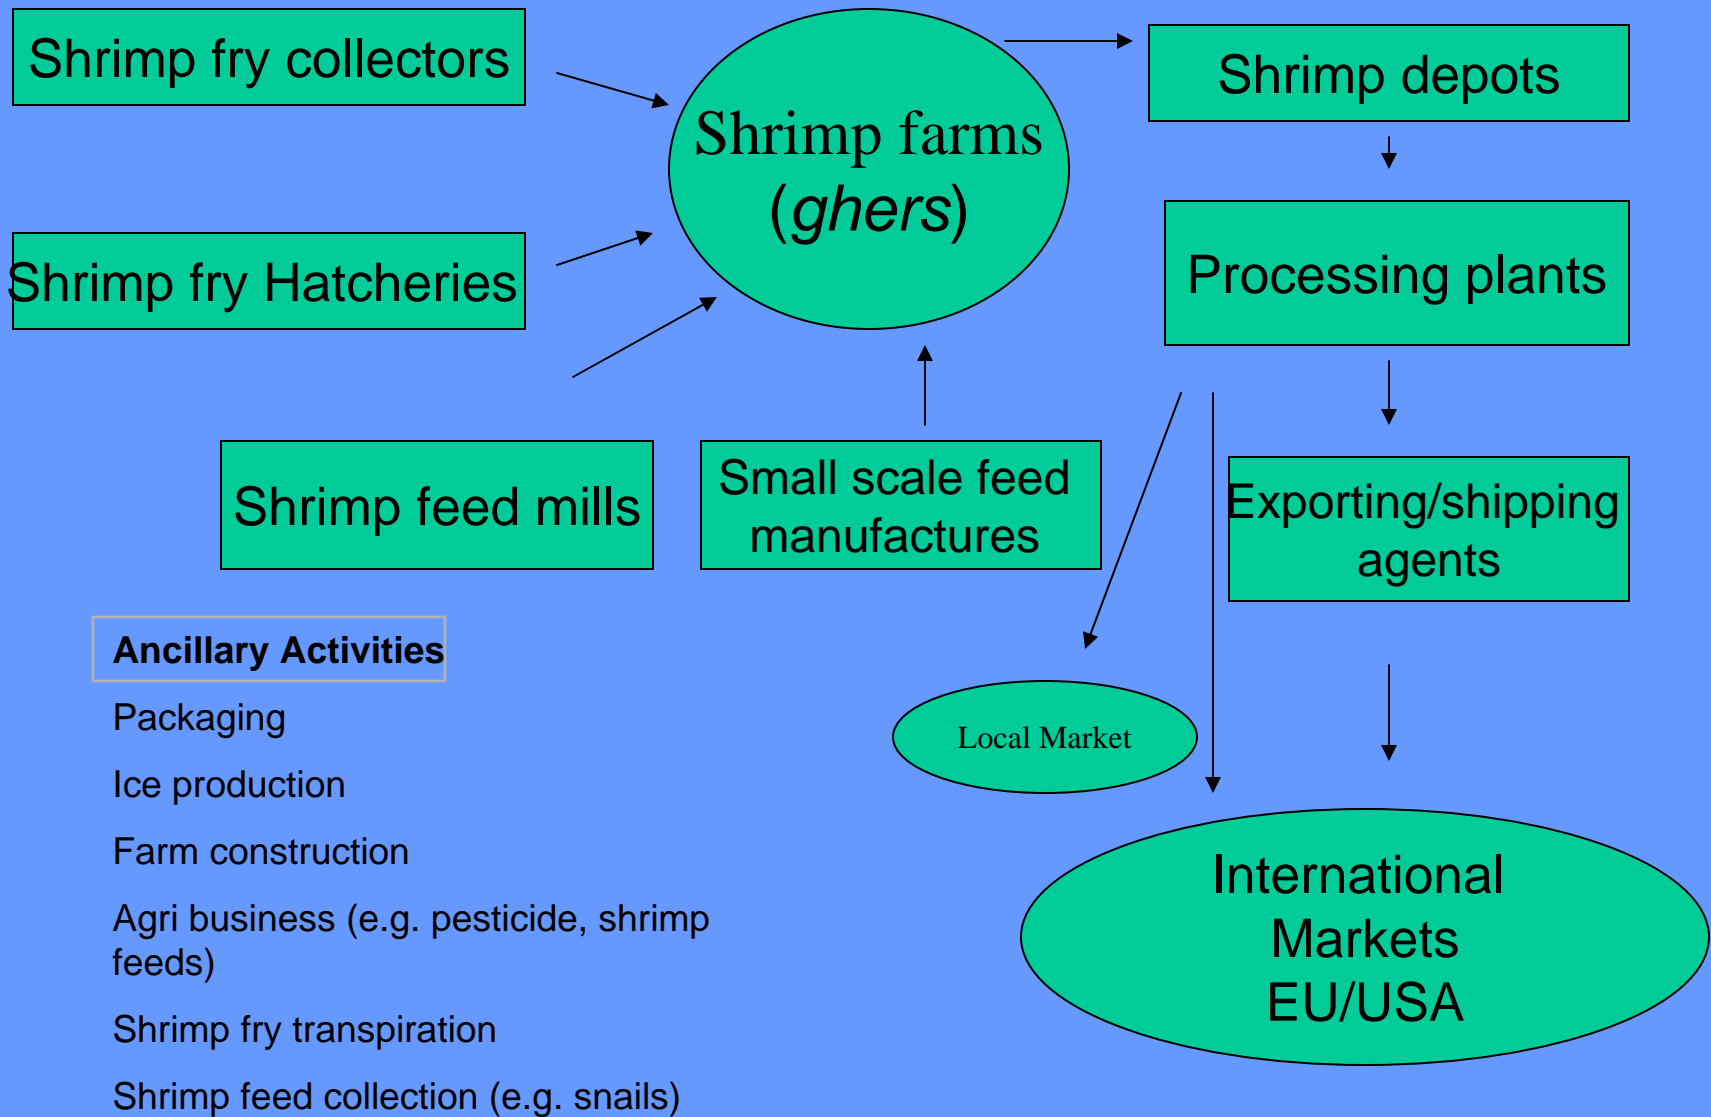 Shrimp fry collectors
Shrimp farms
(ghers)
Shrimp depots
Shrimp fry Hatcheries
Processing plants
Shrimp feed mills
Small scale feed
manufactures
Exporting/shipping
agents
Local Market
International
Markets
EU/USA
Ancillary Activities
Packaging
Ice production
Farm construction
Agri business (e.g. pesticide, shrimp
feeds)
Shrimp fry transpiration
Shrimp feed collection (e.g. snails)